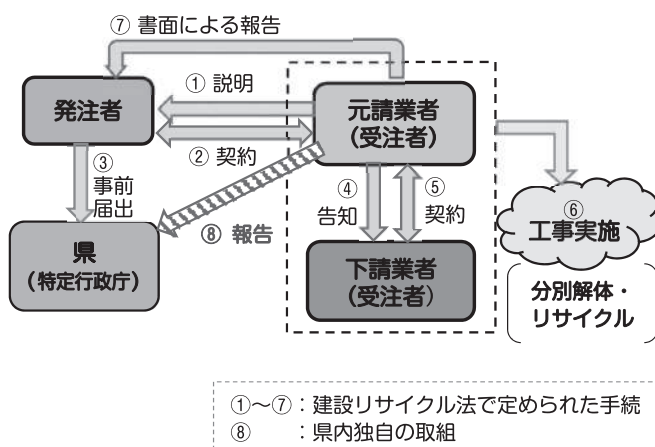 ⑦ 書面による報告
① 説明
発注者
元請業者
(受注者)
② 契約
③
事前
届出
④
告知
⑤
契約
⑥
工事実施
⑧ 報告
県
(特定行政庁)
下請業者
(受注者)
分別解体・
リサイクル
①～⑦：建設リサイクル法で定められた手続
⑧　　：県内独自の取組